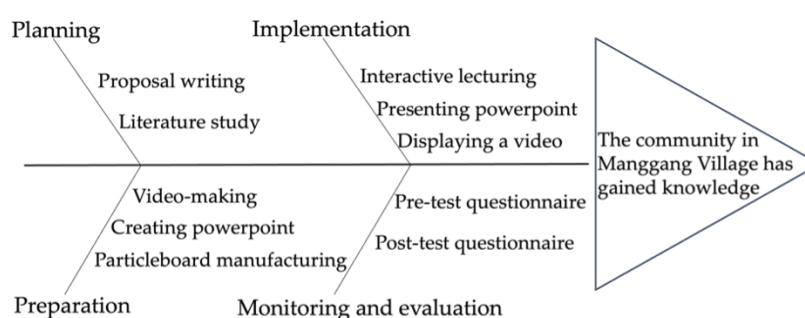 Planning
Proposal writing
Literature study
Implementation
Interactive lecturing
Presenting powerpoint
Displaying a video
Video-making
Creating powerpoint
Particleboard manufacturing
Preparation
Pre-test questionnaire
Post-test questionnaire
Monitoring and evaluation
The community in
Manggang Village has
gained knowledge